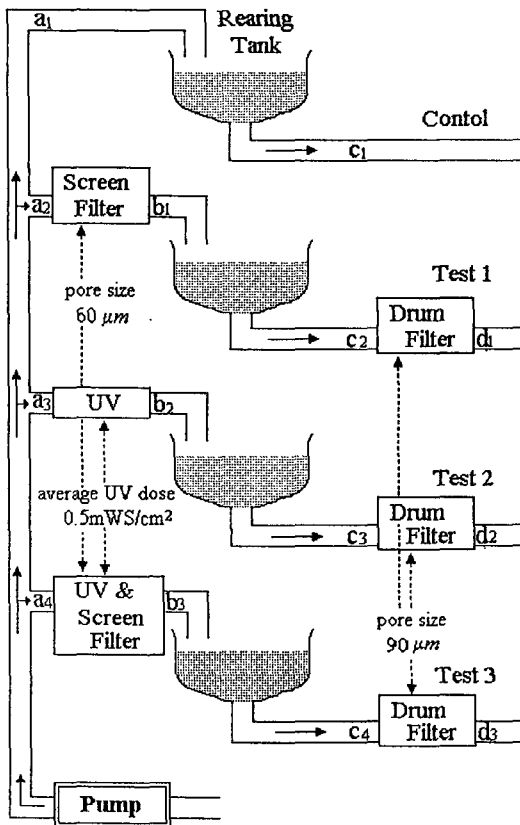 a1
Rearing
Tank
Contol
c1
Screen
Filter
a2
b1
pore size
60 μm
Test 1
Drum
Filter
c2
d1
a3
UV
b2
average UV dose
0.5mWS/cm²
Test 2
Drum
Filter
c3
d2
a4
UV &
Screen
Filter
b3
pore size
90 μm
Test 3
Drum
Filter
c4
d3
Pump